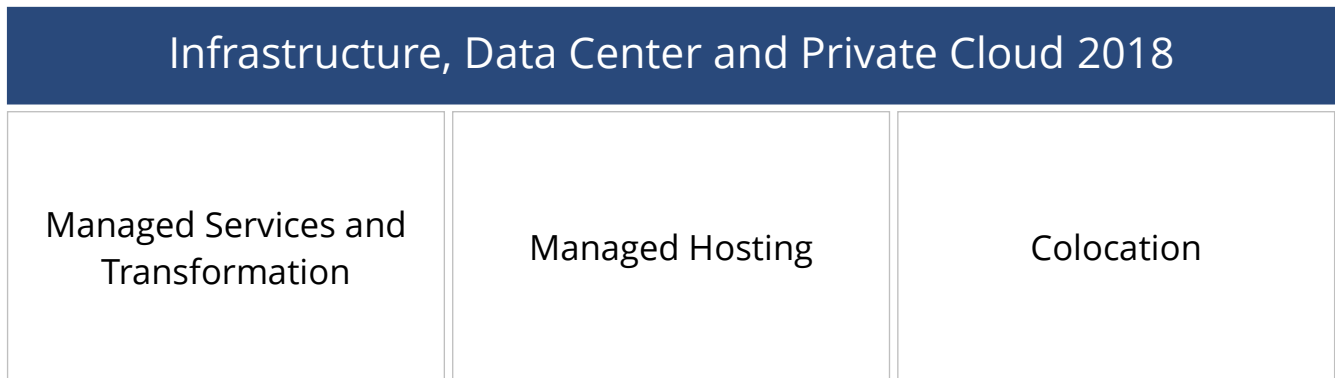 Infrastructure, Data Center and Private Cloud 2018
Managed Services and
Transformation
Managed Hosting
Colocation